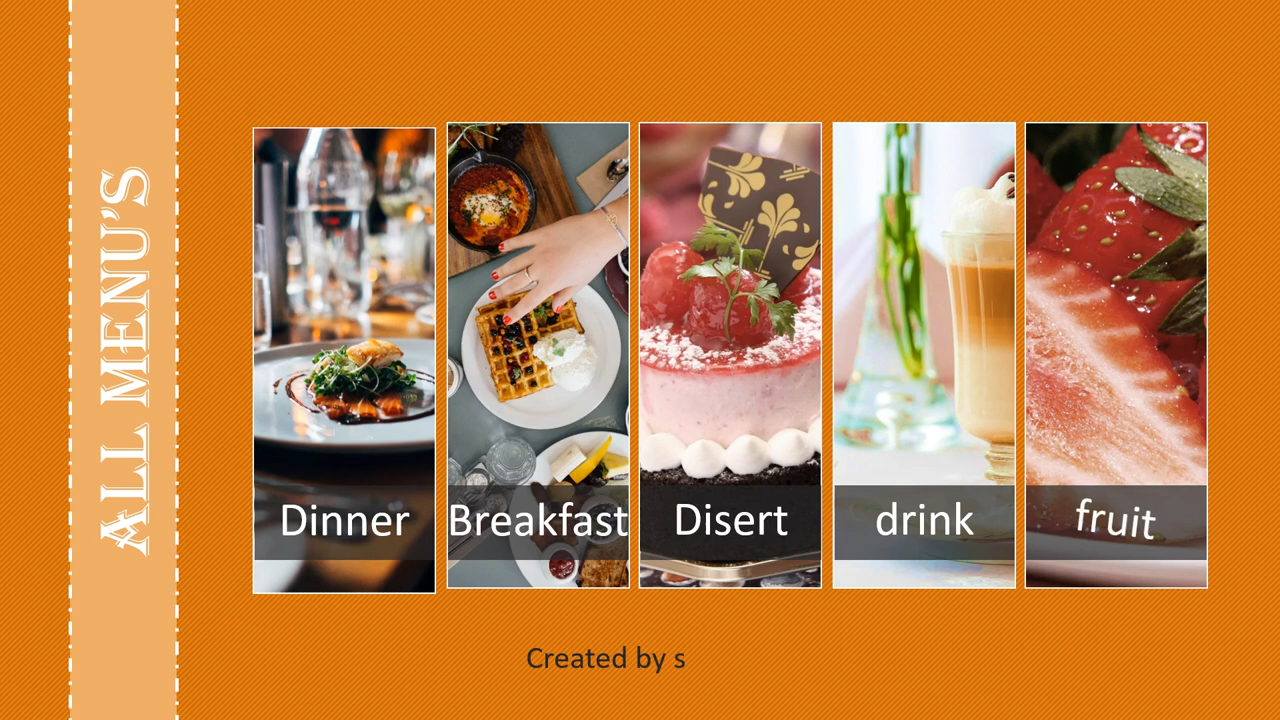 ALL MENU'S
Dinner
Breakfast
Disert
drink
fruit
Created by s